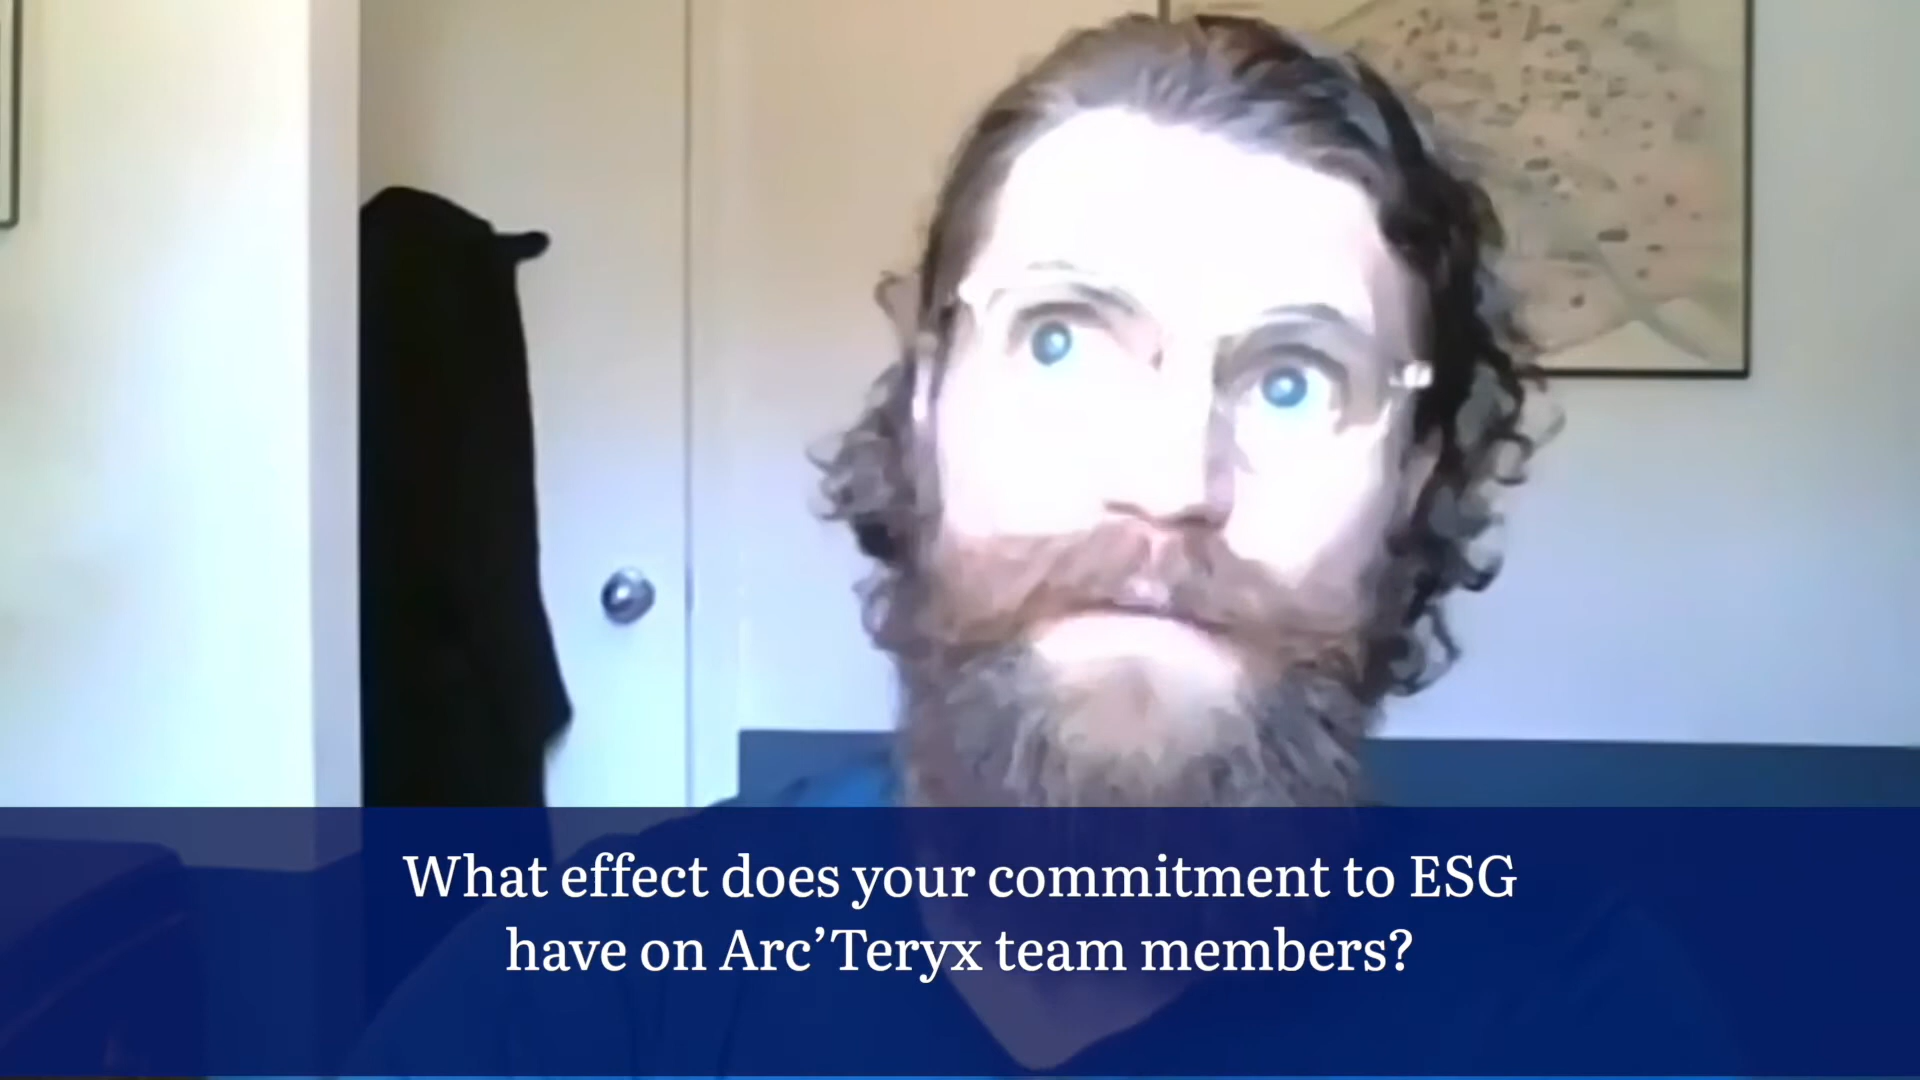 What effect does your commitment to ESG
have on Arc’Teryx team members?